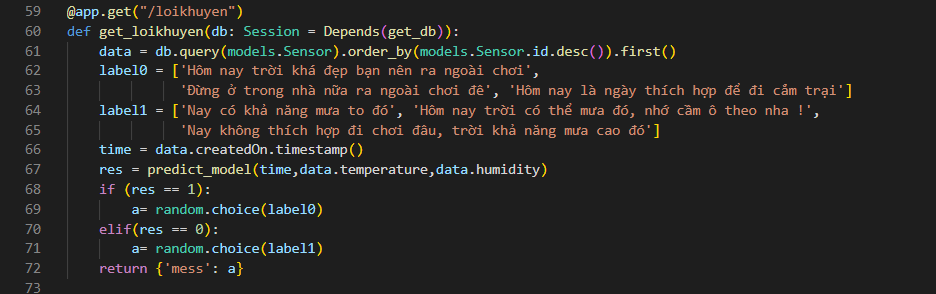 59 @app.get("/loikhuyen")
60 def get_loikhuyen(db: Session = Depends(get_db)):
61     data = db.query(models.Sensor).order_by(models.Sensor.id.desc()).first()
62     label0 = ['Hôm nay trời khá đẹp bạn nên ra ngoài chơi',
63               'Đừng ở trong nhà nữa ra ngoài chơi đê', 'Hôm nay là ngày thích hợp để đi cắm trại']
64     label1 = ['Nay có khả năng mưa to đó', 'Hôm nay trời có thể mưa đó, nhớ cầm ô theo nha !',
65               'Nay không thích hợp đi chơi đâu, trời khả năng mưa cao đó']
66     time = data.createdOn.timestamp()
67     res = predict_model(time,data.temperature,data.humidity)
68     if (res == 1):
69         a= random.choice(label0)
70     elif(res == 0):
71         a= random.choice(label1)
72     return {'mess': a}
73